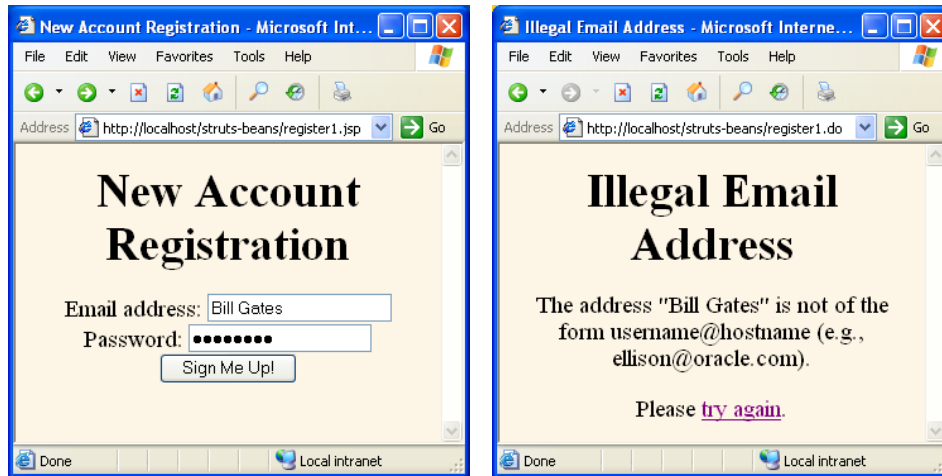 New Account Registration - Microsoft Int...
File Edit View Favorites Tools Help
Address http://localhost/struts-beans/register1.jsp Go
New Account
Registration
Email address: Bill Gates
Password: ●●●●●●●●
Sign Me Up!
Done Local intranet
Illegal Email Address - Microsoft Interne...
File Edit View Favorites Tools Help
Address http://localhost/struts-beans/register1.do Go
Illegal Email
Address
The address "Bill Gates" is not of the
form username@hostname (e.g.,
ellison@oracle.com).
Please try again.
Done Local intranet